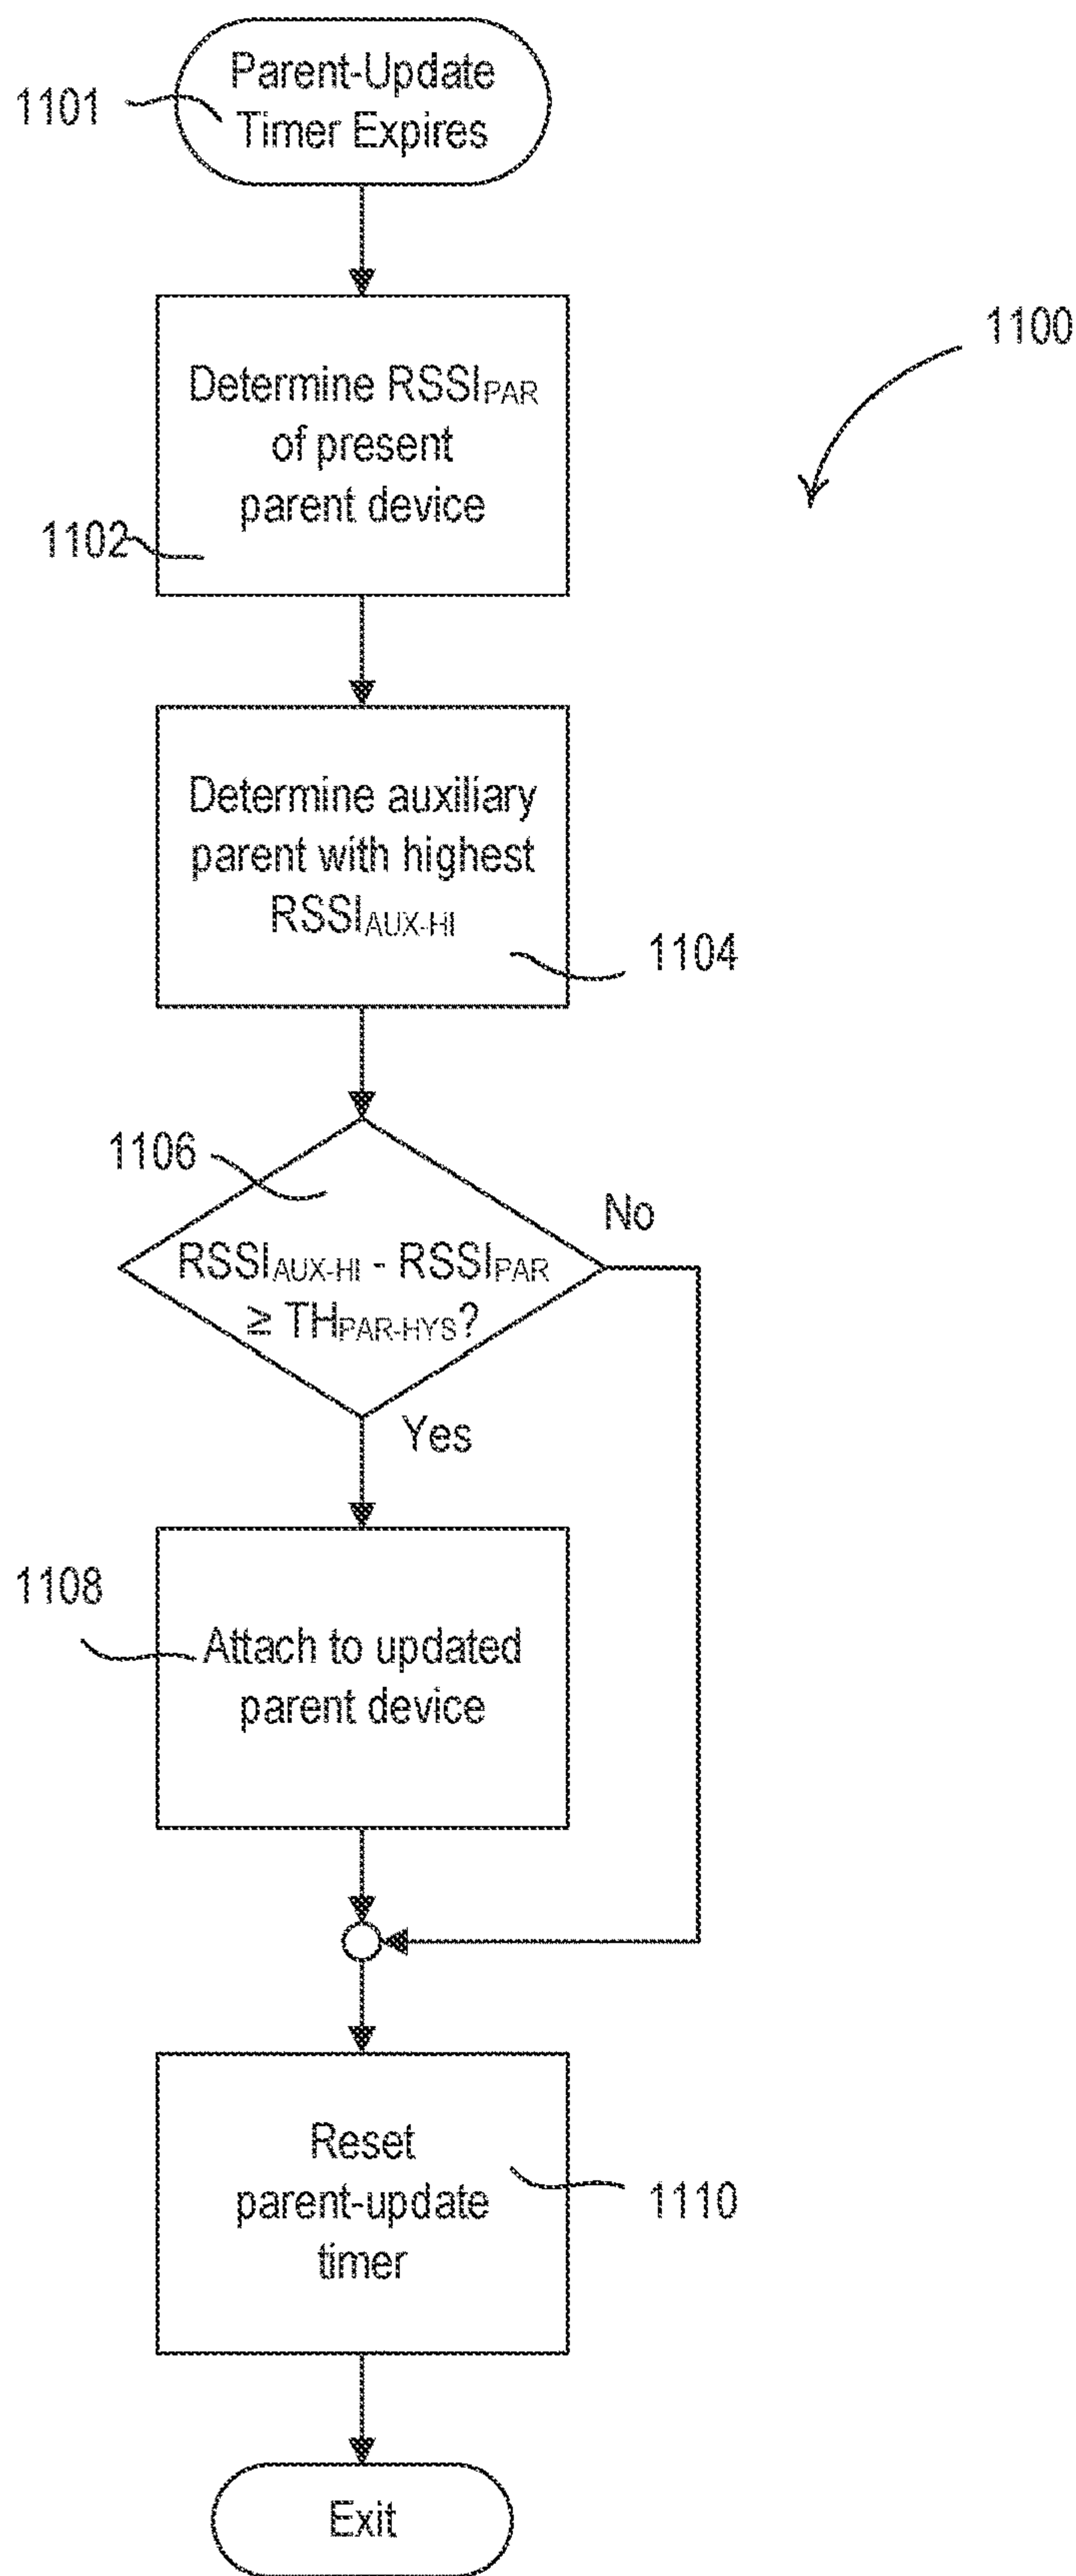 Parent-Update
1101
Timer Expires
1100
Determine RSSIPAR
of present
parent device
1102
Determine auxiliary
parent with highest
RSSIAUX-HI
1104
1106
No
RSSIAUX-HI - RSSIPAR
≥ THPAR-HYS?
Yes
1108
Attach to updated
parent device
Reset
parent-update
1110
timer
Exit